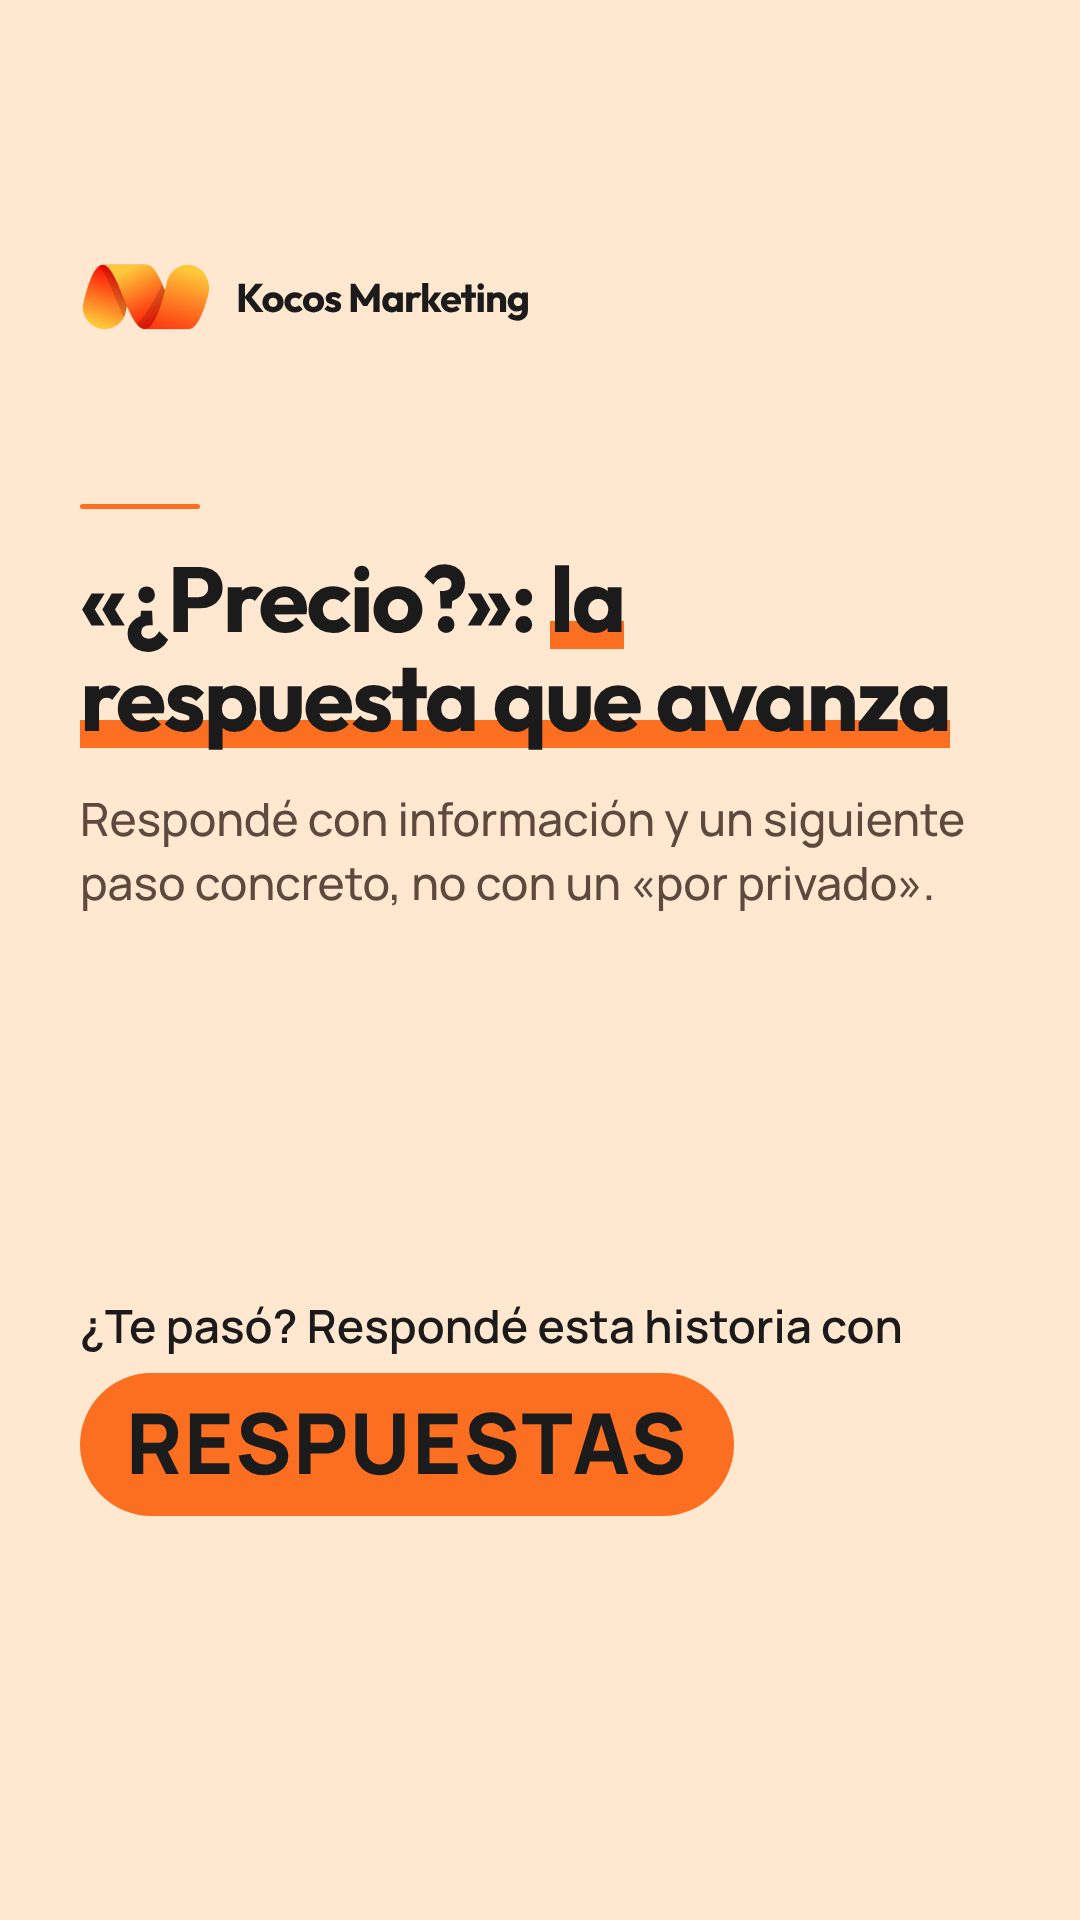 Kocos Marketing
«¿Precio?»: la
respuesta que avanza
Respondé con información y un siguiente
paso concreto, no con un «por privado».
¿Te pasó? Respondé esta historia con
RESPUESTAS